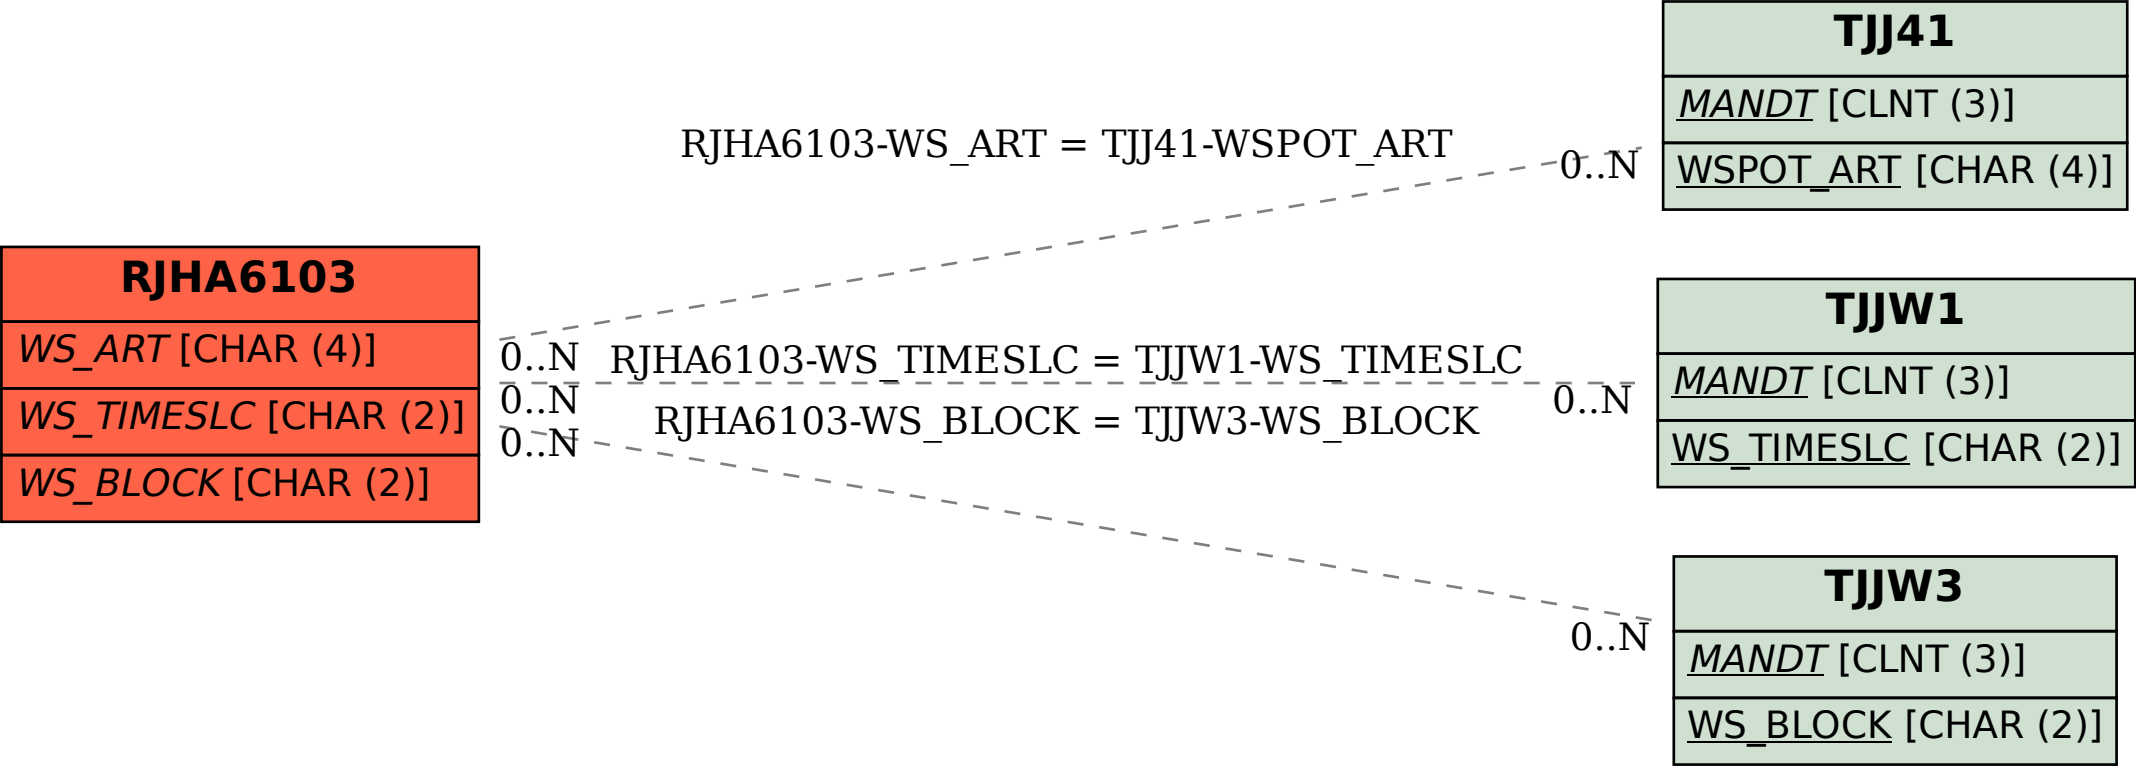 TJJ41
MANDT [CLNT (3)]
WSPOT_ART [CHAR (4)]
RJHA6103-WS_ART = TJJ41-WSPOT_ART
0..N
RJHA6103
WS_ART [CHAR (4)]
WS_TIMESLC [CHAR (2)]
WS_BLOCK [CHAR (2)]
0..N
RJHA6103-WS_TIMESLC = TJJW1-WS_TIMESLC
0..N
0..N
RJHA6103-WS_BLOCK = TJJW3-WS_BLOCK
0..N
TJJW1
MANDT [CLNT (3)]
WS_TIMESLC [CHAR (2)]
0..N
TJJW3
MANDT [CLNT (3)]
WS_BLOCK [CHAR (2)]